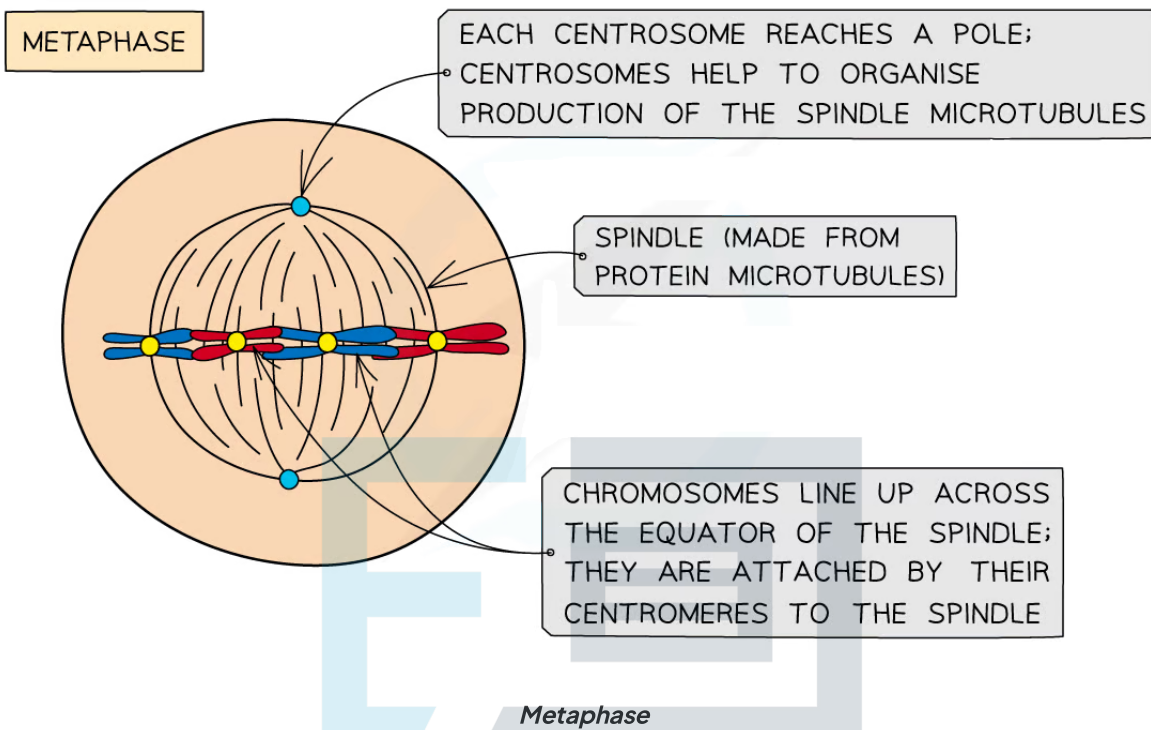 METAPHASE
EACH CENTROSOME REACHES A POLE;
CENTROSOMES HELP TO ORGANISE
PRODUCTION OF THE SPINDLE MICROTUBULES
SPINDLE (MADE FROM
PROTEIN MICROTUBULES)
CHROMOSOMES LINE UP ACROSS
THE EQUATOR OF THE SPINDLE;
THEY ARE ATTACHED BY THEIR
CENTROMERES TO THE SPINDLE
Metaphase